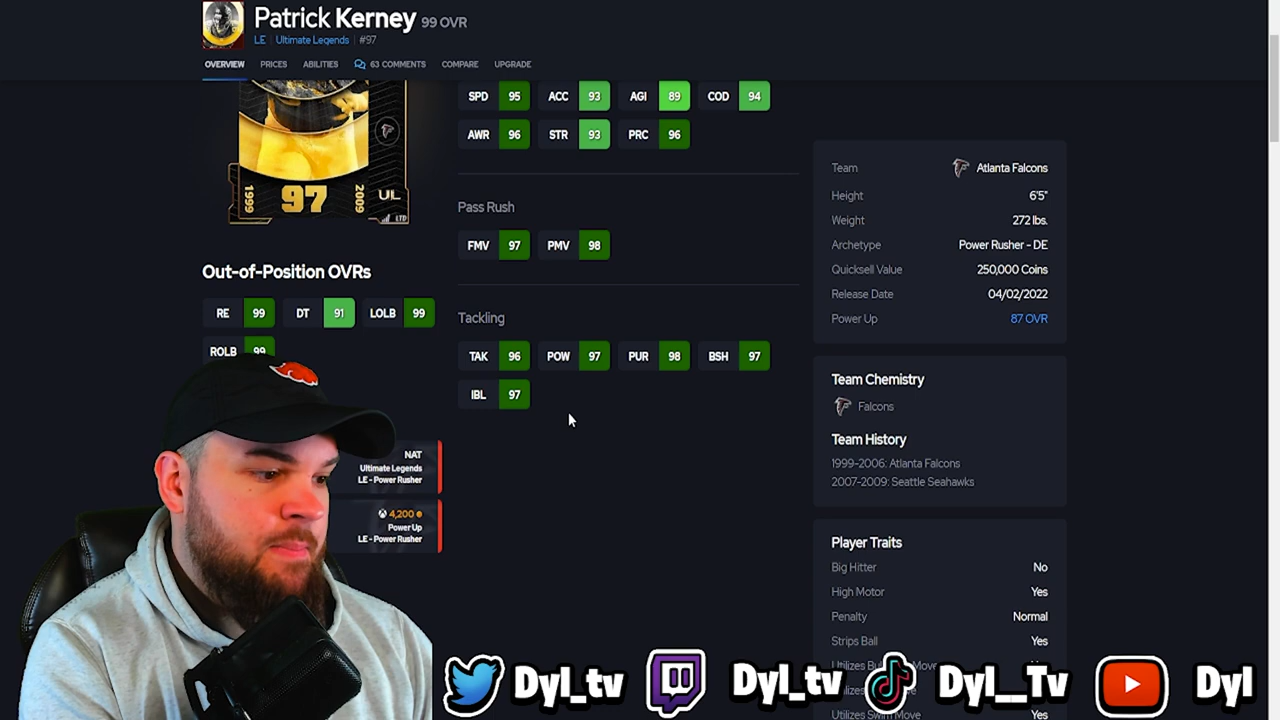 Patrick Kerney 99 OVR
LE Ultimate Legends #97
OVERVIEW PRICES ABILITIES 63 COMMENTS COMPARE UPGRADE
SPD 95 ACC 93 AGI 89 COD 94
AWR 96 STR 93 PRC 96
1999 97 2009 UL
LTD
Pass Rush
FMV 97 PMV 98
Out-of-Position OVRs
RE 99 DT 91 LOLB 99
ROLB 99
Tackling
TAK 96 POW 97 PUR 98 BSH 97
IBL 97
NAT
Ultimate Legends
LE - Power Rusher
4,200
Power Up
LE - Power Rusher
Team Atlanta Falcons
Height 6'5"
Weight 272 lbs.
Archetype Power Rusher - DE
Quicksell Value 250,000 Coins
Release Date 04/02/2022
Power Up 87 OVR
Team Chemistry
Falcons
Team History
1999-2006: Atlanta Falcons
2007-2009: Seattle Seahawks
Player Traits
Big Hitter No
High Motor Yes
Penalty Normal
Strips Ball Yes
Utilizes Move
Utilizes Swim Move Yes
Dyl_tv Dyl_tv Dyl__Tv Dyl